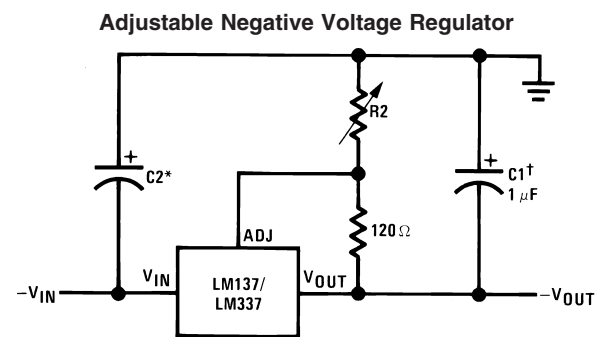 Adjustable Negative Voltage Regulator
R2
+
C2*
+
C1†
1 μF
120 Ω
ADJ
VIN
LM137/
LM337
VOUT
−VIN
−VOUT